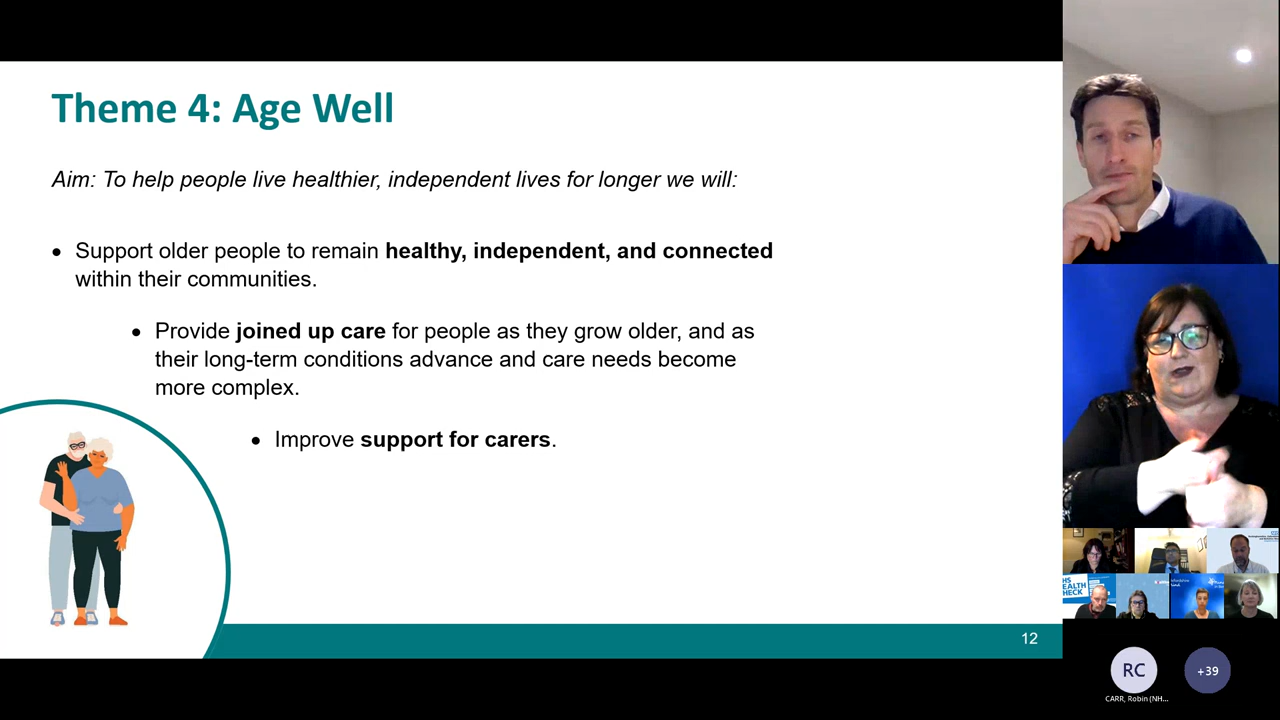 Theme 4: Age Well
Aim: To help people live healthier, independent lives for longer we will:
• Support older people to remain healthy, independent, and connected
within their communities.
• Provide joined up care for people as they grow older, and as
their long-term conditions advance and care needs become
more complex.
• Improve support for carers.
12
HS
EALTH
ECK
RC
+39
CARR, Robin (NH...